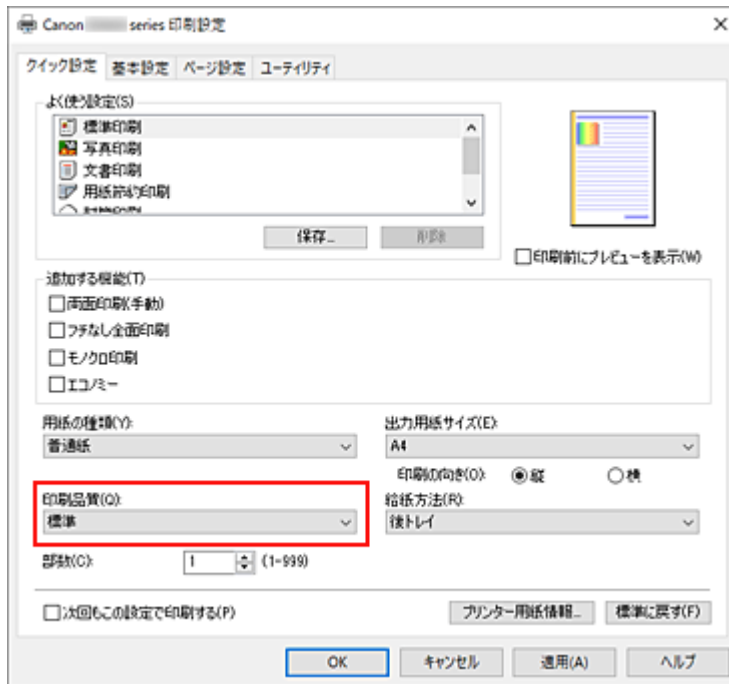 Canon series 印刷設定
クイック設定 基本設定 ページ設定 ユーティリティ
よく使う設定(S)
標準印刷
写真印刷
文書印刷
用紙節約印刷
保存... 削除
印刷前にプレビューを表示(W)
追加する機能(T)
両面印刷(手動)
フチなし全面印刷
モノクロ印刷
エコノミー
用紙の種類(Y): 出力用紙サイズ(E):
普通紙 A4
印刷の向き(O): 縦 横
印刷品質(Q): 給紙方法(R):
標準 後トレイ
部数(C): 1 (1-999)
次回もこの設定で印刷する(P) プリンター用紙情報... 標準に戻す(F)
OK キャンセル 適用(A) ヘルプ